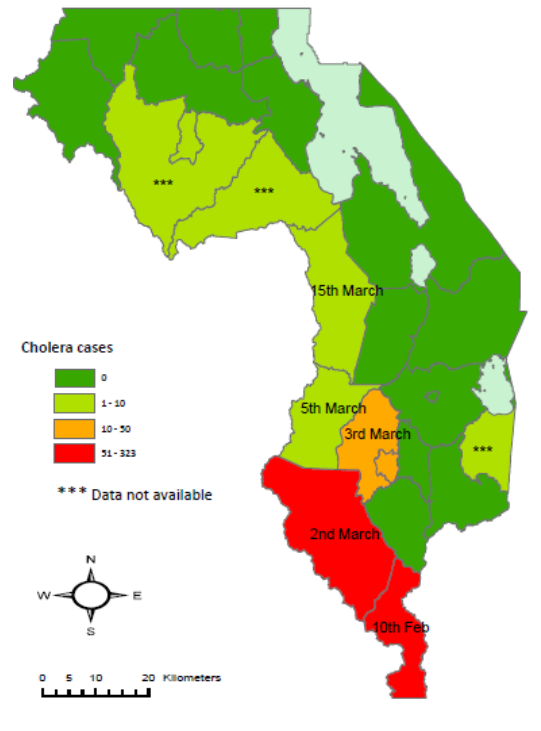 ***
***
15th March
Cholera cases
0
1 - 10
10 - 50
51 - 323
5th March
3rd March
***
*** Data not available
2nd March
N
W E
S
10th Feb
0 5 10 20 Kilometers